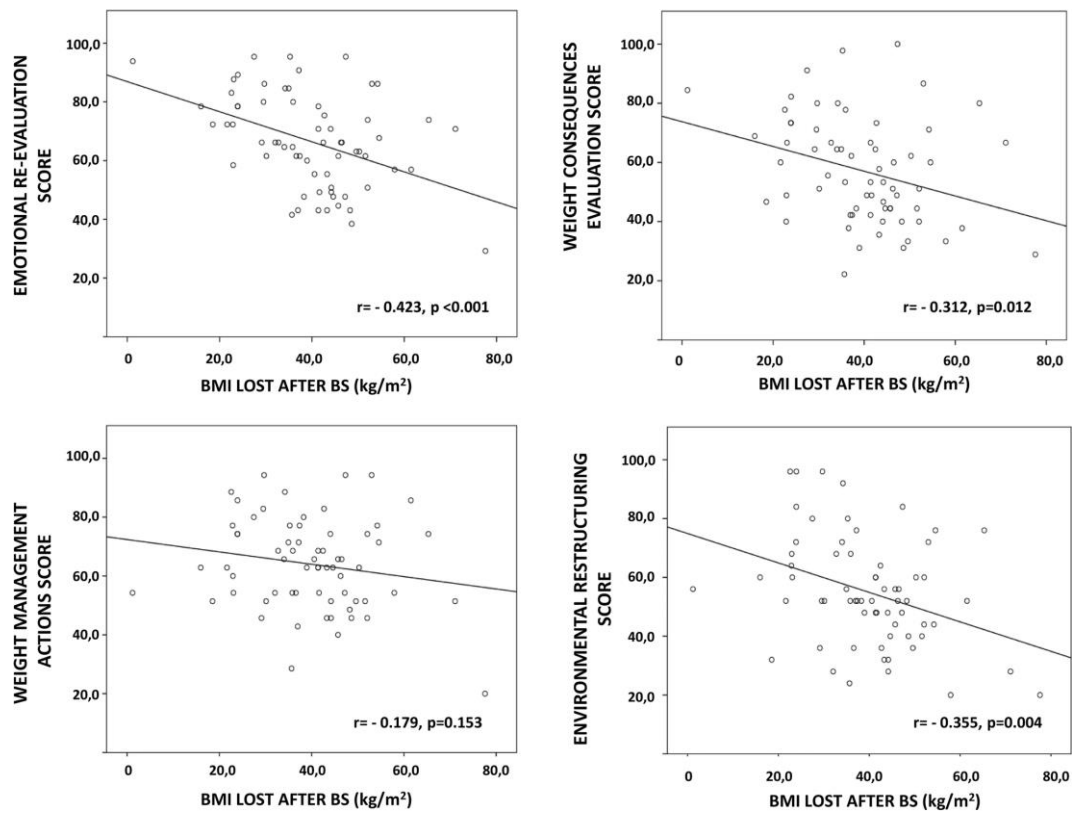 EMOTIONAL RE-EVALUATION
SCORE
100,0
80,0
60,0
40,0
20,0
r= - 0.423, p <0.001
0
20,0
40,0
60,0
80,0
BMI LOST AFTER BS (kg/m²)
WEIGHT CONSEQUENCES
EVALUATION SCORE
100,0
80,0
60,0
40,0
20,0
,0
r= - 0.312, p=0.012
0
20,0
40,0
60,0
80,0
BMI LOST AFTER BS (kg/m²)
WEIGHT MANAGEMENT
ACTIONS SCORE
100,0
80,0
60,0
40,0
20,0
r= - 0.179, p=0.153
0
20,0
40,0
60,0
80,0
BMI LOST AFTER BS (kg/m²)
ENVIRONMENTAL RESTRUCTURING
SCORE
100,0
80,0
60,0
40,0
20,0
,0
r= - 0.355, p=0.004
0
20,0
40,0
60,0
80,0
BMI LOST AFTER BS (kg/m²)